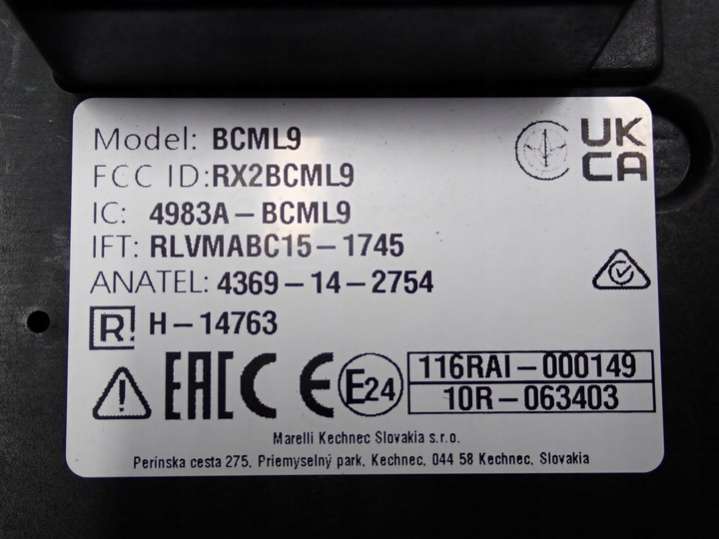 Model: BCML9
UK
CA
FCC ID:RX2BCML9
IC: 4983A-BCML9
IFT: RLVMABC15-1745
ANATEL: 4369-14-2754
R! H-14763
EAC CE E24
116RAI-000149
10R-063403
Marelli Kechnec Slovakia s.r.o.
Perínska cesta 275, Priemyselný park, Kechnec, 044 58 Kechnec, Slovakia